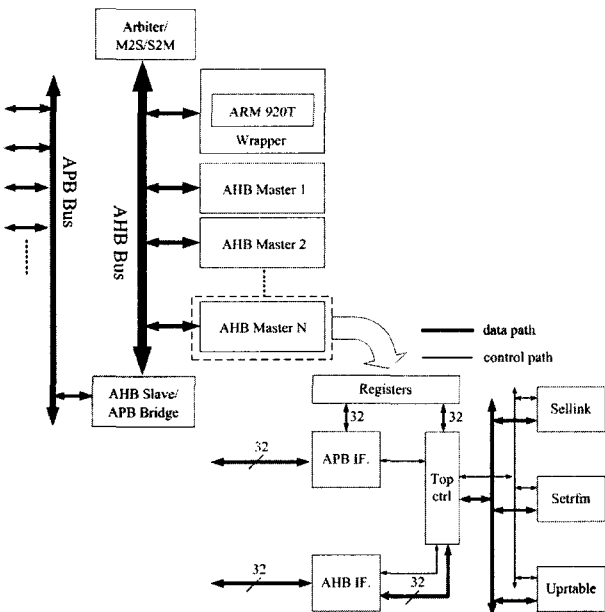 Arbiter/
M2S/S2M
ARM 920T
Wrapper
APB Bus
AHB Bus
AHB Master 1
AHB Master 2
AHB Master N
data path
control path
AHB Slave/
APB Bridge
Registers
32
32
Sellink
32
APB IF.
Top
ctrl
Setrfm
32
AHB IF.
32
Uprtable